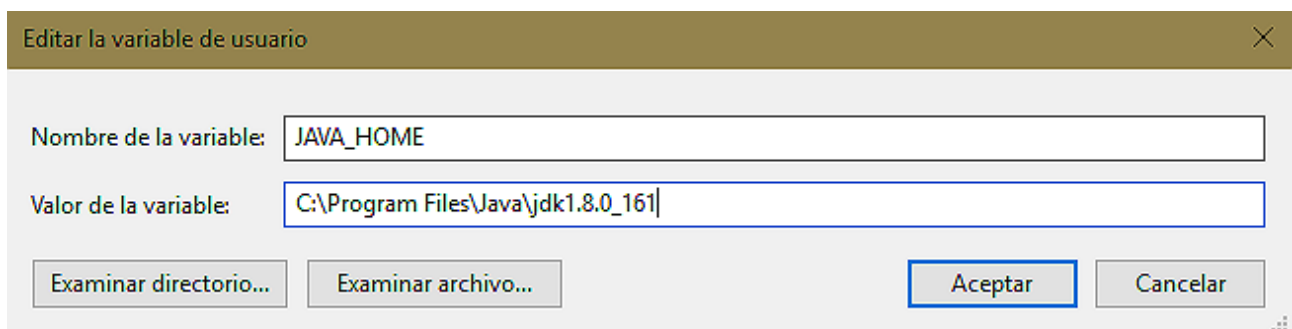 Editar la variable de usuario
Nombre de la variable: JAVA_HOME
Valor de la variable: C:\Program Files\Java\jdk1.8.0_161
Examinar directorio... Examinar archivo... Aceptar Cancelar